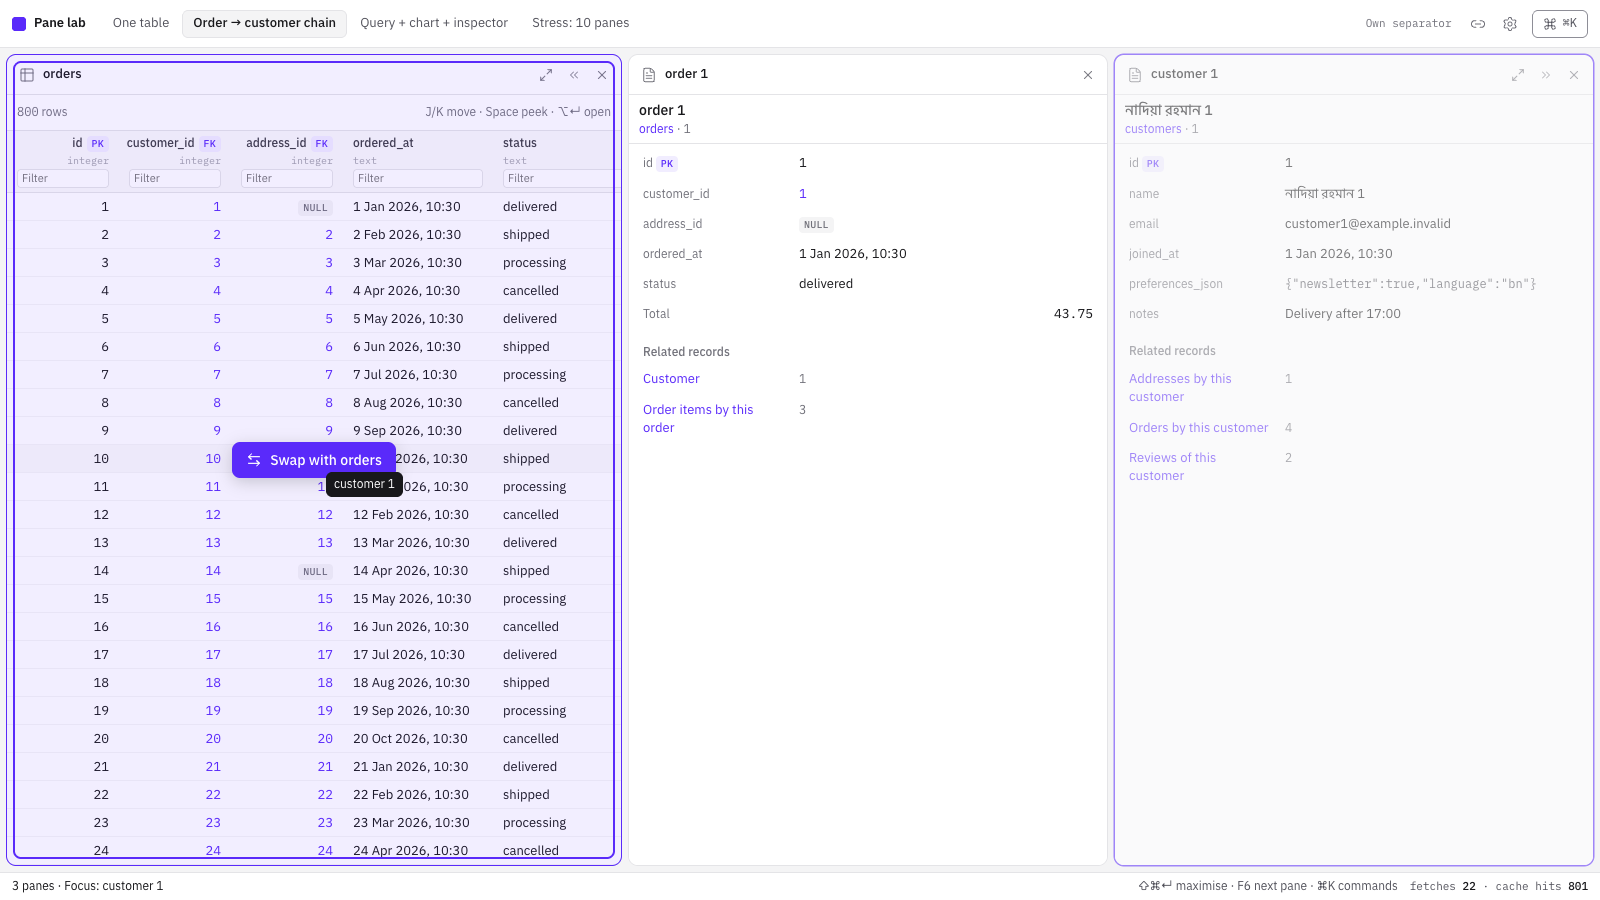 Pane lab One table Order → customer chain Query + chart + inspector Stress: 10 panes Own separator ⌘ ⌘K
orders
800 rows J/K move · Space peek · ⌥↵ open
id PK customer_id FK address_id FK ordered_at status
integer integer integer text text
Filter Filter Filter Filter Filter
1 1 NULL 1 Jan 2026, 10:30 delivered
2 2 2 2 Feb 2026, 10:30 shipped
3 3 3 3 Mar 2026, 10:30 processing
4 4 4 4 Apr 2026, 10:30 cancelled
5 5 5 5 May 2026, 10:30 delivered
6 6 6 6 Jun 2026, 10:30 shipped
7 7 7 7 Jul 2026, 10:30 processing
8 8 8 8 Aug 2026, 10:30 cancelled
9 9 9 9 Sep 2026, 10:30 delivered
10 10 2026, 10:30 shipped
11 11 2026, 10:30 processing
12 12 12 12 Feb 2026, 10:30 cancelled
13 13 13 13 Mar 2026, 10:30 delivered
14 14 NULL 14 Apr 2026, 10:30 shipped
15 15 15 15 May 2026, 10:30 processing
16 16 16 16 Jun 2026, 10:30 cancelled
17 17 17 17 Jul 2026, 10:30 delivered
18 18 18 18 Aug 2026, 10:30 shipped
19 19 19 19 Sep 2026, 10:30 processing
20 20 20 20 Oct 2026, 10:30 cancelled
21 21 21 21 Jan 2026, 10:30 delivered
22 22 22 22 Feb 2026, 10:30 shipped
23 23 23 23 Mar 2026, 10:30 processing
24 24 24 24 Apr 2026, 10:30 cancelled
Swap with orders
customer 1
order 1
order 1
orders · 1
id PK 1
customer_id 1
address_id NULL
ordered_at 1 Jan 2026, 10:30
status delivered
Total 43.75
Related records
Customer 1
Order items by this 3
order
customer 1
নাদিয়া রহমান 1
customers · 1
id PK 1
name নাদিয়া রহমান 1
email customer1@example.invalid
joined_at 1 Jan 2026, 10:30
preferences_json {"newsletter":true,"language":"bn"}
notes Delivery after 17:00
Related records
Addresses by this 1
customer
Orders by this customer 4
Reviews of this 2
customer
3 panes · Focus: customer 1 ⇧⌘↵ maximise · F6 next pane · ⌘K commands fetches 22 · cache hits 801